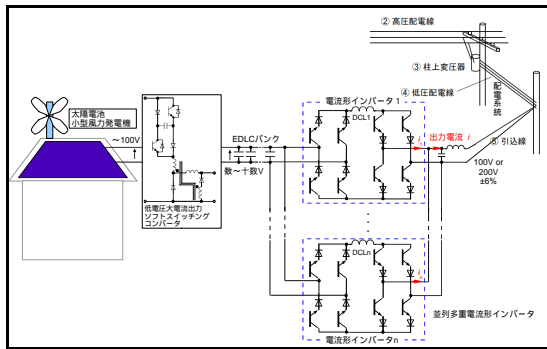 ② 高圧配電線
③ 柱上変圧器
④ 低圧配電線
配電系統
⑤ 引込線
太陽電池
小型風力発電機
～100V
EDLCバンク
数～十数V
低電圧大電流出力
ソフトスイッチング
コンバータ
電流形インバータ1
DCL1
i
出力電流 i
100V or
200V
±6%
DCLn
i
電流形インバータn
並列多重電流形インバータ